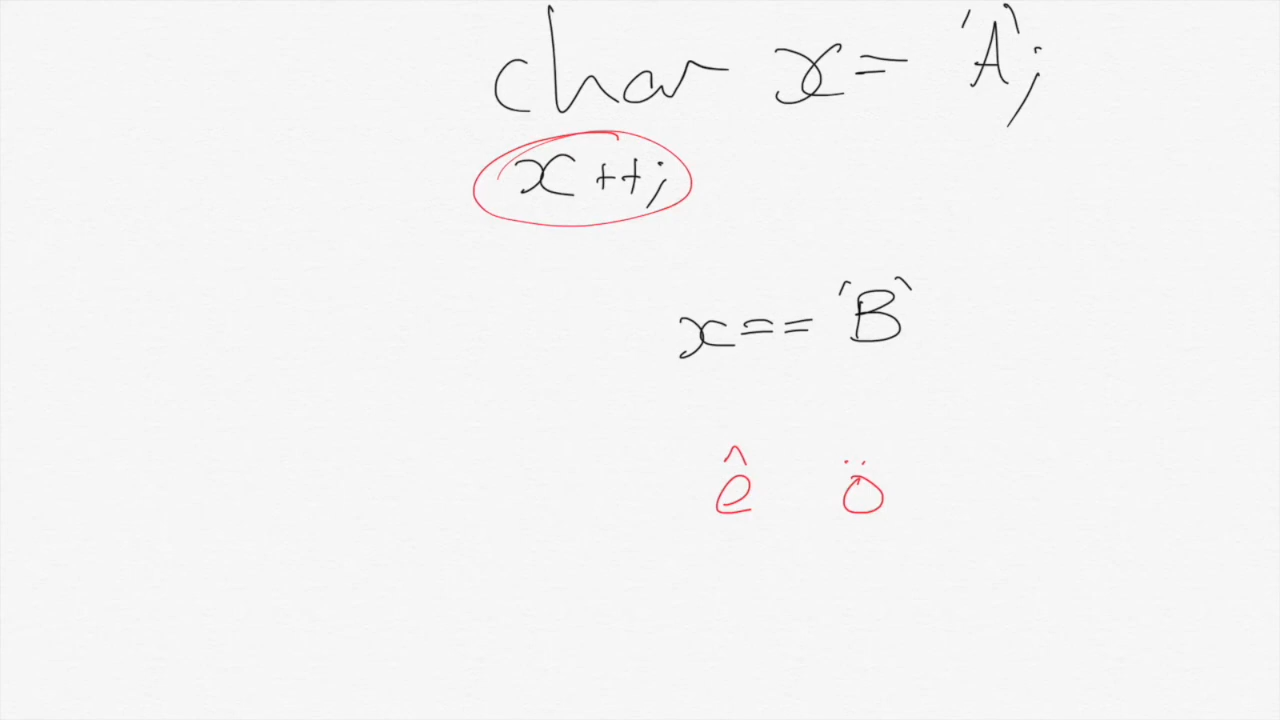 char x = 'A';
x++;
x == 'B'
ê ö